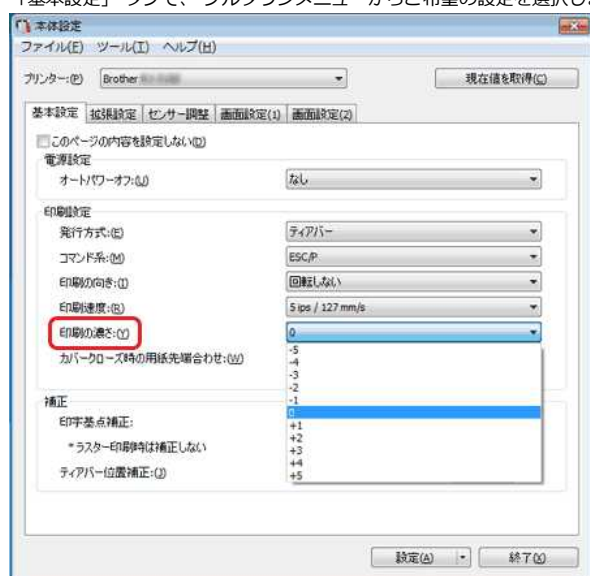 「基本設定」タブで、プルダウンメニューからご希望の設定を選択し
本体設定
ファイル(F) ツール(T) ヘルプ(H)
プリンター:(P) Brother 現在値を取得(C)
基本設定 拡張設定 センサー調整 画面設定(1) 画面設定(2)
このページの内容を設定しない(D)
電源設定
オートパワーオフ:(U) なし
印刷設定
発行方式:(E) ティアバー
コマンド系:(M) ESC/P
印刷の向き:(I) 回転しない
印刷速度:(R) 5 ips / 127 mm/s
印刷の濃さ:(Y) 0
-5
-4
カバークローズ時の用紙先端合わせ:(W)
-3
-2
-1
0
補正
印字基点補正:
+1
+2
*ラスター印刷時は補正しない
+3
+4
ティアバー位置補正:(J)
+5
設定(A) 終了(X)